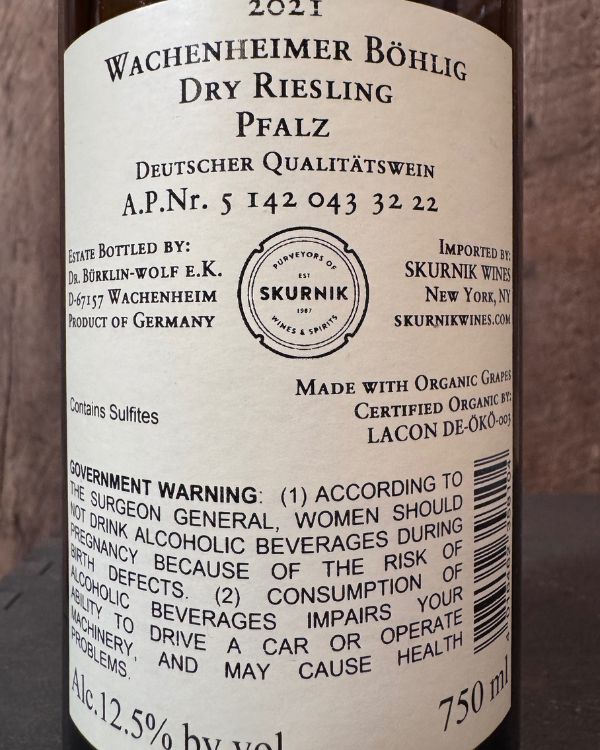 2021
WACHENHEIMER BÖHLIG
DRY RIESLING
PFALZ
DEUTSCHER QUALITÄTSWEIN
A.P.NR. 5 142 043 32 22
ESTATE BOTTLED BY:
DR. BÜRKLIN-WOLF E.K.
D-67157 WACHENHEIM
PRODUCT OF GERMANY
PURVEYORS OF
EST
SKURNIK
1987
WINES & SPIRITS
IMPORTED BY:
SKURNIK WINES
NEW YORK, NY
SKURNIKWINES.COM
MADE WITH ORGANIC GRAPES
CERTIFIED ORGANIC BY:
LACON DE-ÖKO-003
Contains Sulfites
GOVERNMENT WARNING: (1) ACCORDING TO
THE SURGEON GENERAL, WOMEN SHOULD
NOT DRINK ALCOHOLIC BEVERAGES DURING
PREGNANCY BECAUSE OF THE RISK OF
BIRTH DEFECTS. (2) CONSUMPTION OF
ALCOHOLIC BEVERAGES IMPAIRS YOUR
ABILITY TO DRIVE A CAR OR OPERATE
MACHINERY, AND MAY CAUSE HEALTH
PROBLEMS.
Alc.12.5% by vol
750 ml